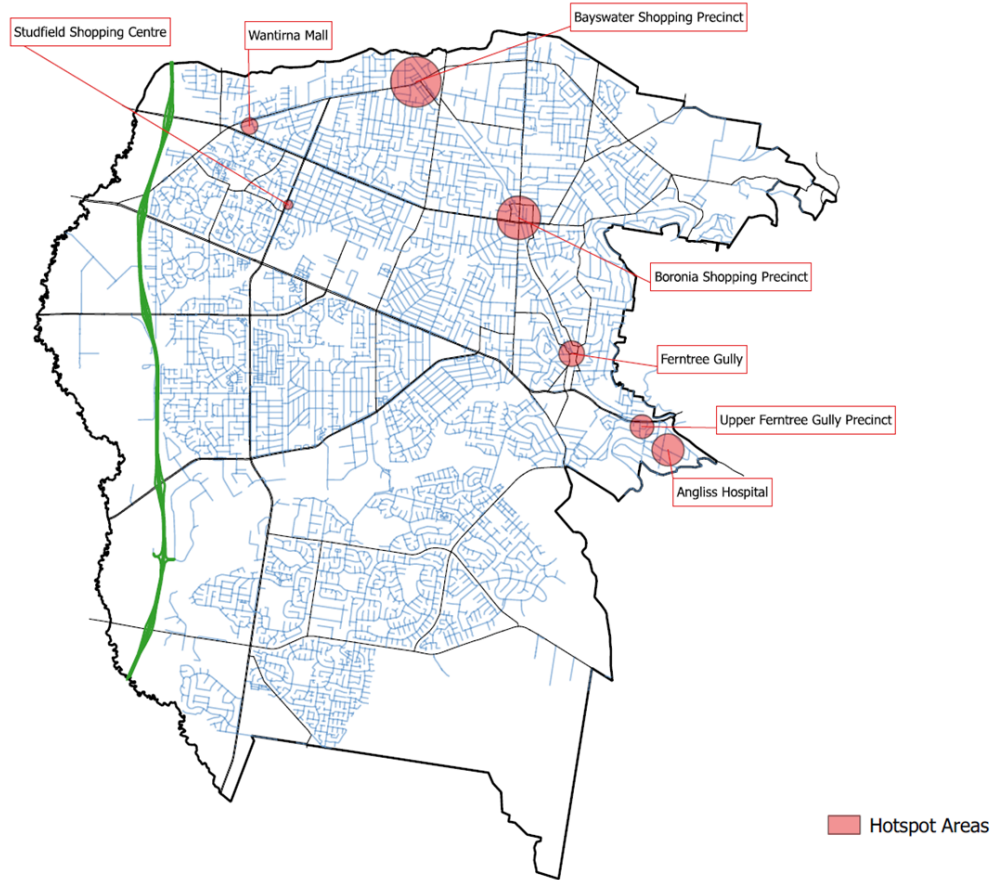 Bayswater Shopping Precinct
Studfield Shopping Centre
Wantirna Mall
Boronia Shopping Precinct
Ferntree Gully
Upper Ferntree Gully Precinct
Angliss Hospital
Hotspot Areas